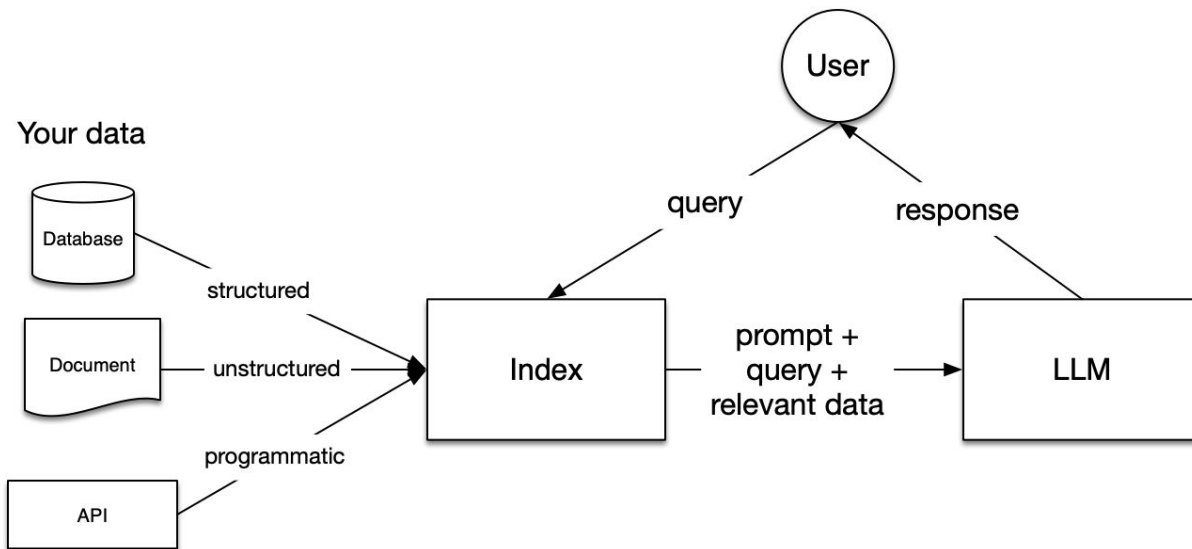 User
Your data
query
response
Database
structured
Document
unstructured
Index
prompt +
query +
relevant data
LLM
programmatic
API